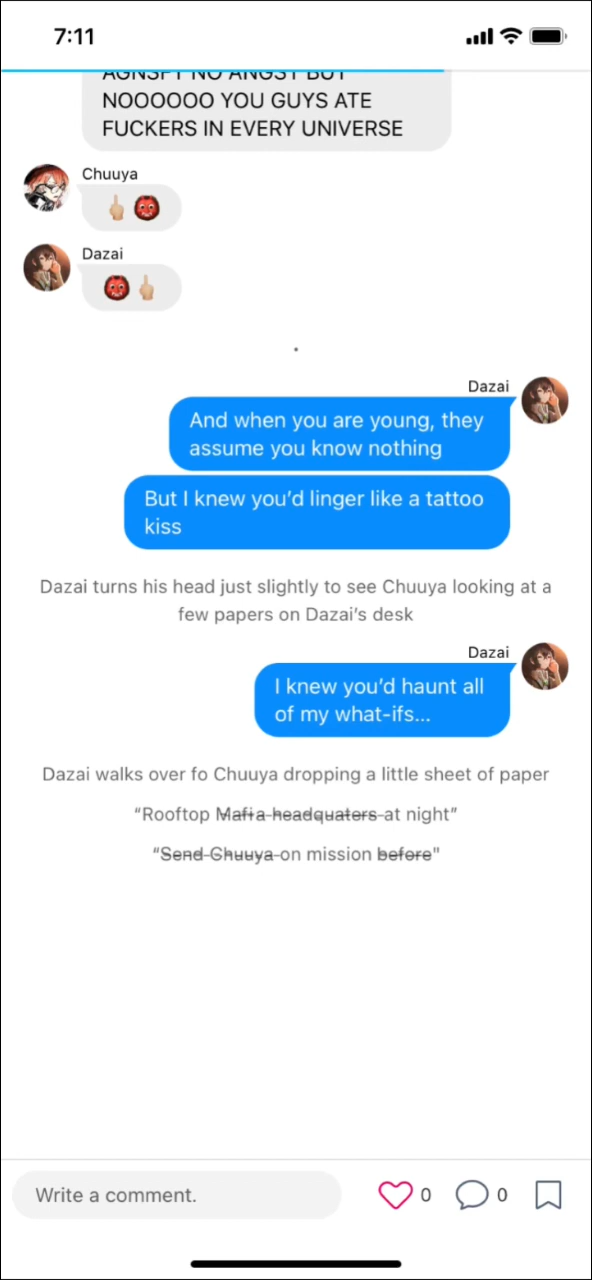 7:11
AGNSFT NO ANGST BUT
NOOOOOO YOU GUYS ATE
FUCKERS IN EVERY UNIVERSE
Chuuya
🖕🏼👹
Dazai
👹🖕🏼
.
Dazai
And when you are young, they
assume you know nothing
But I knew you’d linger like a tattoo
kiss
Dazai turns his head just slightly to see Chuuya looking at a
few papers on Dazai’s desk
Dazai
I knew you’d haunt all
of my what-ifs...
Dazai walks over fo Chuuya dropping a little sheet of paper
“Rooftop Mafia headquaters at night”
“Send Chuuya on mission before"
Write a comment.
0
0